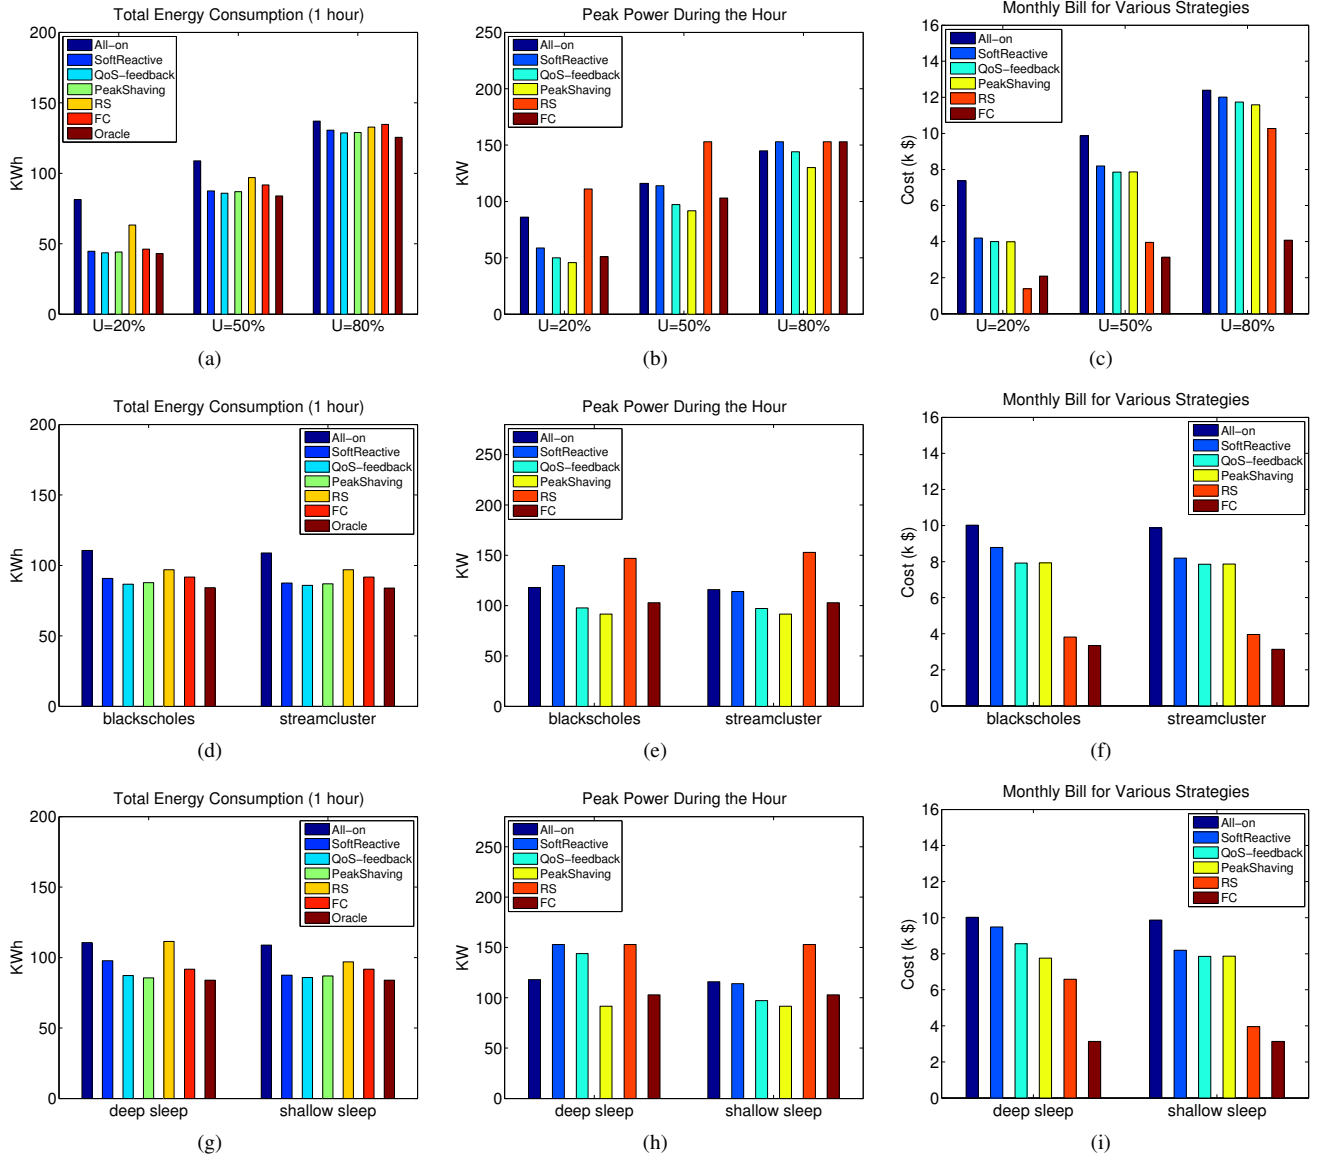 Total Energy Consumption (1 hour)
200
150
100
50
0
KWh
All-on
SoftReactive
QoS-feedback
PeakShaving
RS
FC
Oracle
U=20% U=50% U=80%
(a)
Peak Power During the Hour
250
200
150
100
50
0
KW
All-on
SoftReactive
QoS-feedback
PeakShaving
RS
FC
U=20% U=50% U=80%
(b)
Monthly Bill for Various Strategies
16
14
12
10
8
6
4
2
0
Cost (k $)
All-on
SoftReactive
QoS-feedback
PeakShaving
RS
FC
U=20% U=50% U=80%
(c)
Total Energy Consumption (1 hour)
200
150
100
50
0
KWh
All-on
SoftReactive
QoS-feedback
PeakShaving
RS
FC
Oracle
blackscholes streamcluster
(d)
Peak Power During the Hour
250
200
150
100
50
0
KW
All-on
SoftReactive
QoS-feedback
PeakShaving
RS
FC
blackscholes streamcluster
(e)
Monthly Bill for Various Strategies
16
14
12
10
8
6
4
2
0
Cost (k $)
All-on
SoftReactive
QoS-feedback
PeakShaving
RS
FC
blackscholes streamcluster
(f)
Total Energy Consumption (1 hour)
200
150
100
50
0
KWh
All-on
SoftReactive
QoS-feedback
PeakShaving
RS
FC
Oracle
deep sleep shallow sleep
(g)
Peak Power During the Hour
250
200
150
100
50
0
KW
All-on
SoftReactive
QoS-feedback
PeakShaving
RS
FC
deep sleep shallow sleep
(h)
Monthly Bill for Various Strategies
16
14
12
10
8
6
4
2
0
Cost (k $)
All-on
SoftReactive
QoS-feedback
PeakShaving
RS
FC
deep sleep shallow sleep
(i)